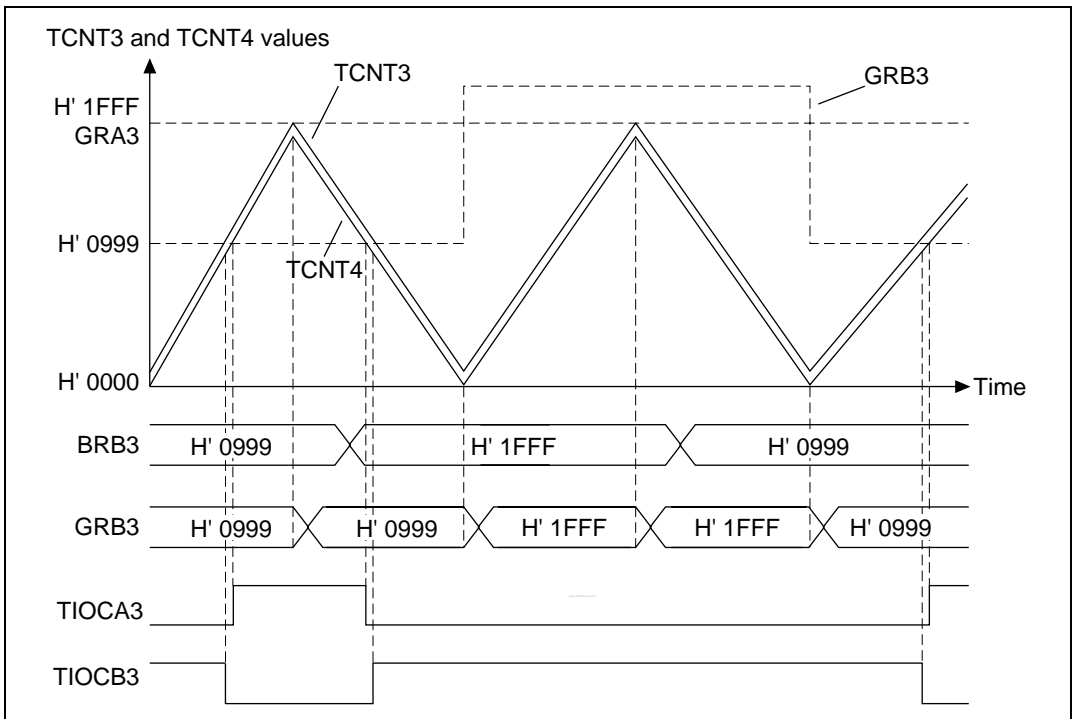 TCNT3 and TCNT4 values
TCNT3
GRB3
H' 1FFF
GRA3
H' 0999
TCNT4
H' 0000
Time
BRB3
H' 0999
H' 1FFF
H' 0999
GRB3
H' 0999
H' 0999
H' 1FFF
H' 1FFF
H' 0999
TIOCA3
TIOCB3